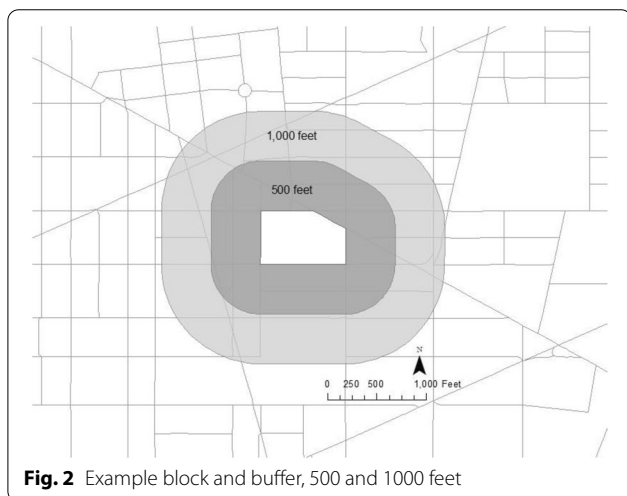 1,000 feet
500 feet
N
0 250 500 1,000 Feet
Fig. 2 Example block and buffer, 500 and 1000 feet